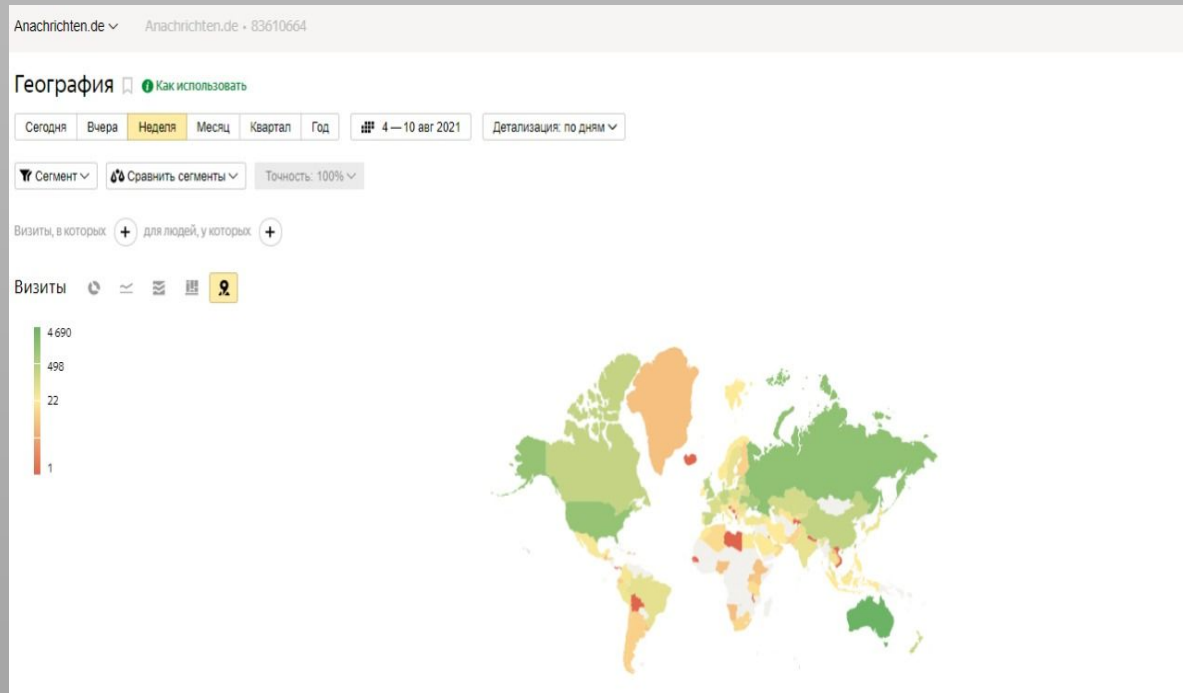 Anachrichten.de Anachrichten.de • 83610664
География Как использовать
Сегодня Вчера Неделя Месяц Квартал Год 4 — 10 авг 2021 Детализация: по дням
Сегмент Сравнить сегменты Точность: 100%
Визиты, в которых + для людей, у которых +
Визиты
4 690
498
22
1